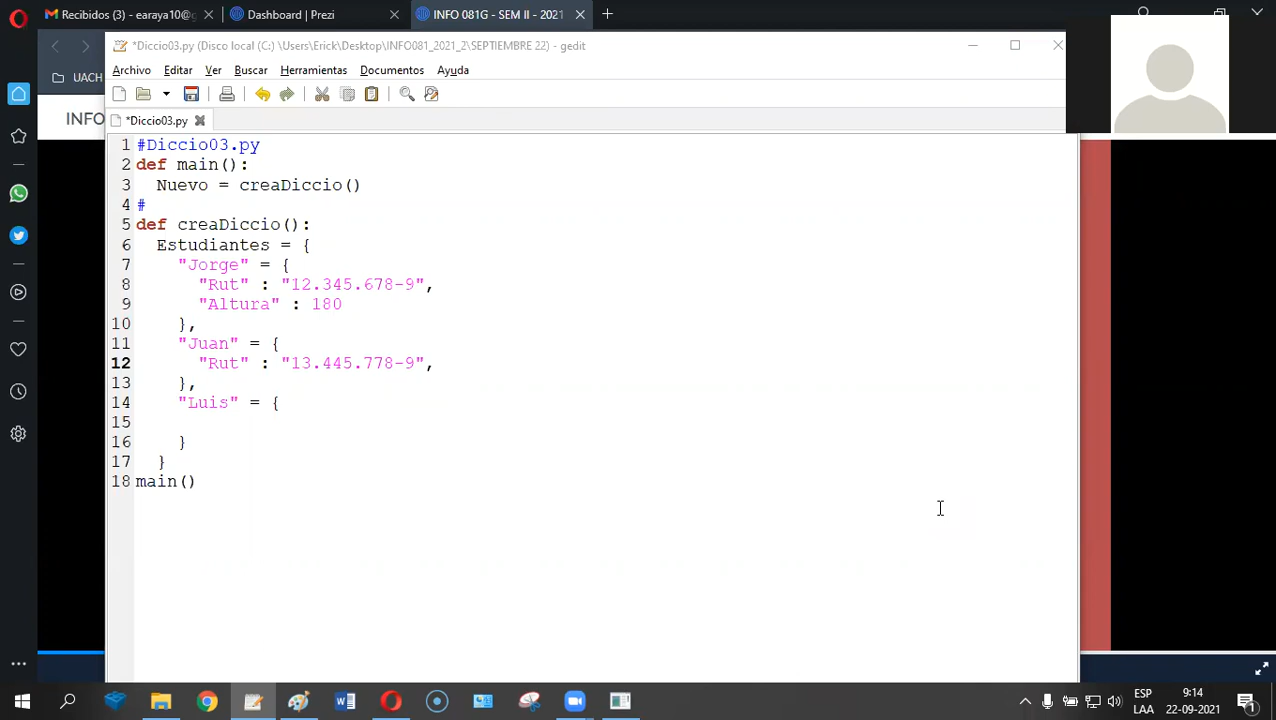 Recibidos (3) - earaya10@g
Dashboard | Prezi
INFO 081G - SEM II - 2021
*Diccio03.py (Disco local (C:) \Users\Erick\Desktop\INFO081_2021_2\SEPTIEMBRE 22) - gedit
UACH
Archivo Editar Ver Buscar Herramientas Documentos Ayuda
INFO
*Diccio03.py
1 #Diccio03.py
2 def main():
3   Nuevo = creaDiccio()
4 #
5 def creaDiccio():
6   Estudiantes = {
7     "Jorge" = {
8       "Rut" : "12.345.678-9",
9       "Altura" : 180
10     },
11     "Juan" = {
12       "Rut" : "13.445.778-9",
13     },
14     "Luis" = {
15
16     }
17   }
18 main()
ESP
LAA
9:14
22-09-2021
1